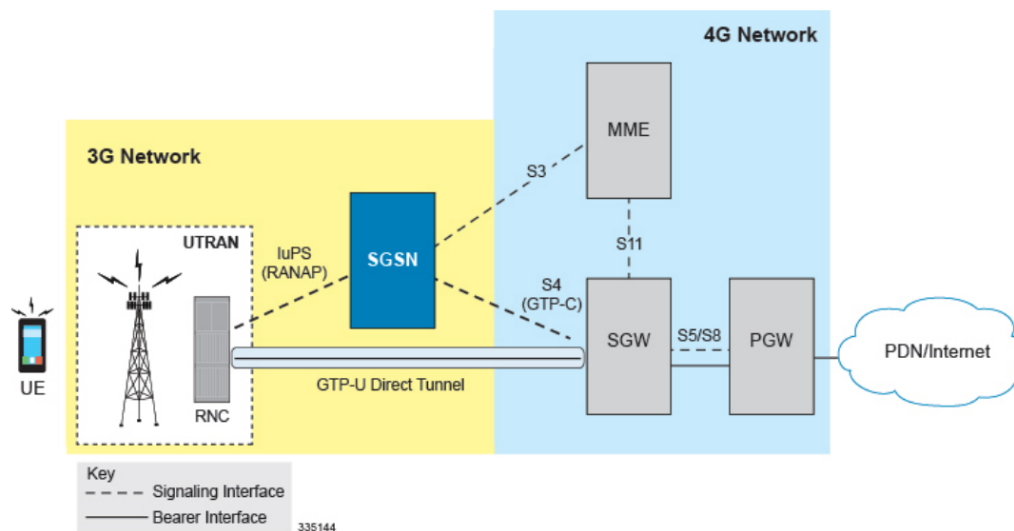 4G Network
MME
3G Network
S3
UTRAN
IuPS
(RANAP)
SGSN
S11
S4
(GTP-C)
SGW
S5/S8
PGW
PDN/Internet
UE
RNC
GTP-U Direct Tunnel
Key
Signaling Interface
Bearer Interface
335144